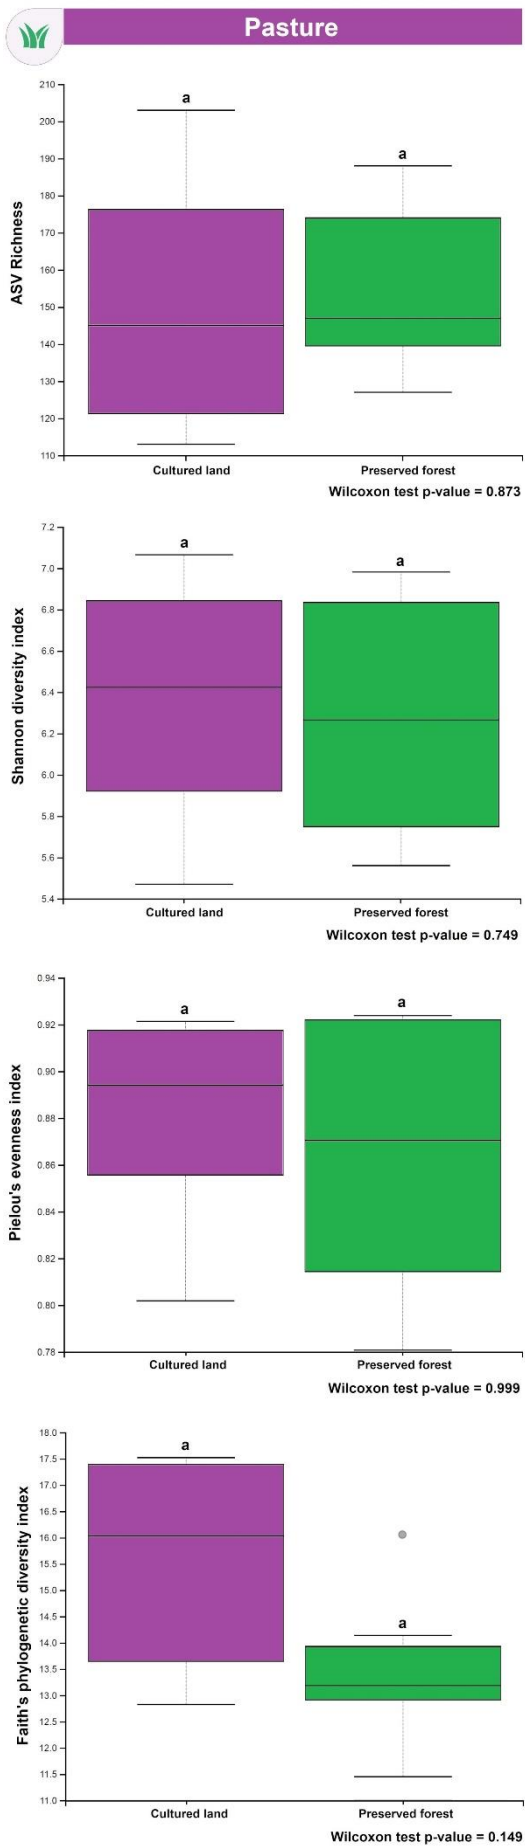 Pasture
ASV Richness
210
200
190
180
170
160
150
140
130
120
110
a
a
Cultured land
Preserved forest
Wilcoxon test p-value = 0.873
Shannon diversity index
7.2
7.0
6.8
6.6
6.4
6.2
6.0
5.8
5.6
5.4
a
a
Cultured land
Preserved forest
Wilcoxon test p-value = 0.749
Pielou's evenness index
0.94
0.92
0.90
0.88
0.86
0.84
0.82
0.80
0.78
a
a
Cultured land
Preserved forest
Wilcoxon test p-value = 0.999
Faith's phylogenetic diversity index
18.0
17.5
17.0
16.5
16.0
15.5
15.0
14.5
14.0
13.5
13.0
12.5
12.0
11.5
11.0
a
a
Cultured land
Preserved forest
Wilcoxon test p-value = 0.149